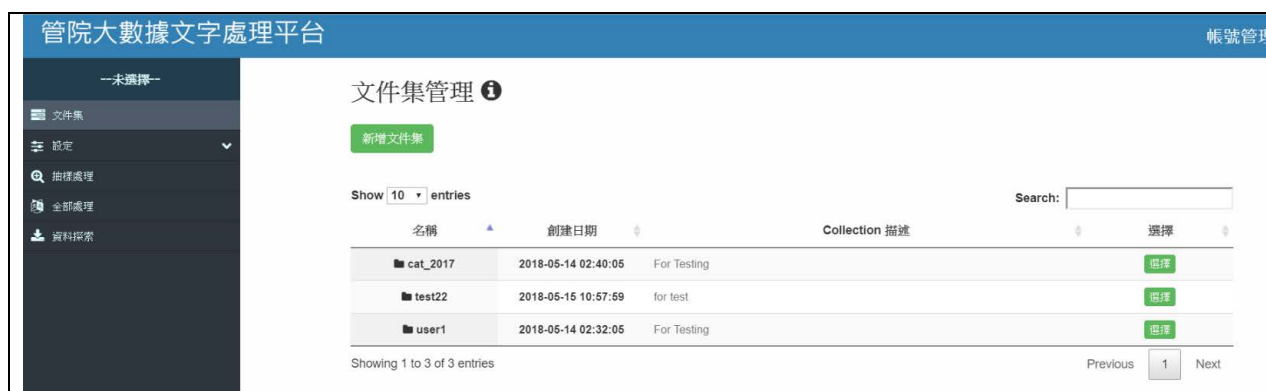 管院大數據文字處理平台
帳號管理
--未選擇--
文件集
設定
抽樣處理
全部處理
資料探索
文件集管理
新增文件集
Show 10 entries
Search:
名稱 創建日期 Collection 描述 選擇
cat_2017 2018-05-14 02:40:05 For Testing 選擇
test22 2018-05-15 10:57:59 for test 選擇
user1 2018-05-14 02:32:05 For Testing 選擇
Showing 1 to 3 of 3 entries
Previous 1 Next